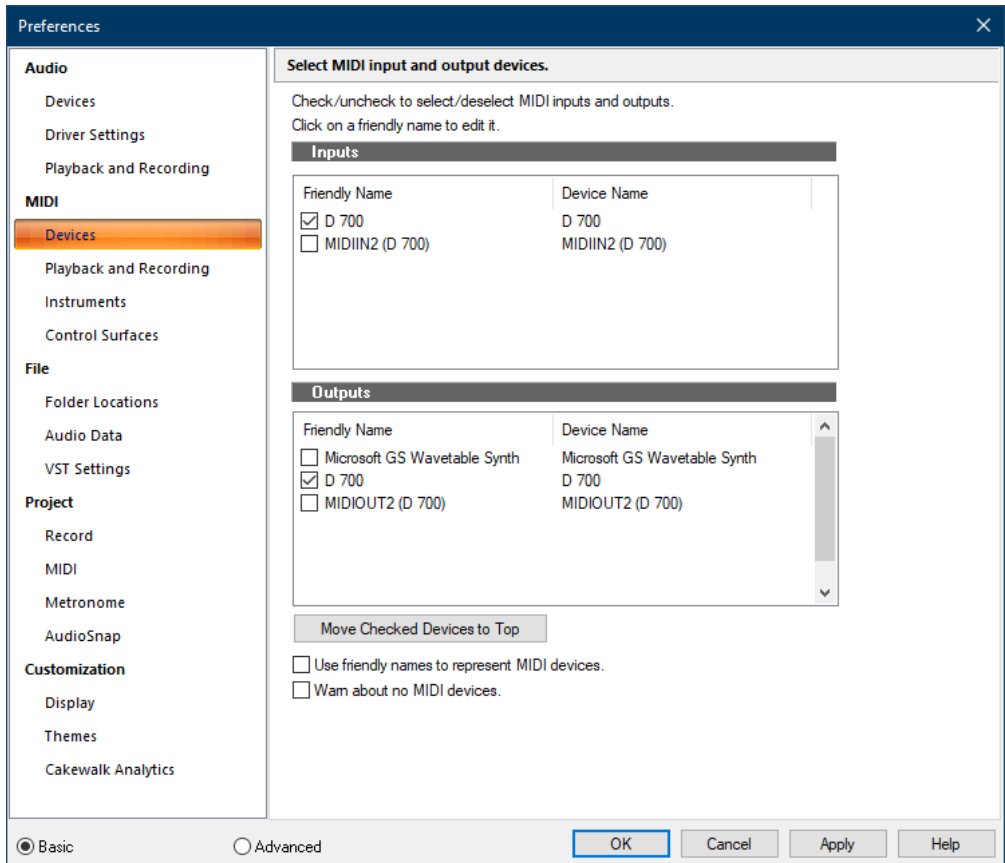 Preferences
Audio
Devices
Driver Settings
Playback and Recording
MIDI
Devices
Playback and Recording
Instruments
Control Surfaces
File
Folder Locations
Audio Data
VST Settings
Project
Record
MIDI
Metronome
AudioSnap
Customization
Display
Themes
Cakewalk Analytics
Basic
Advanced
Select MIDI input and output devices.
Check/uncheck to select/deselect MIDI inputs and outputs.
Click on a friendly name to edit it.
Inputs
Friendly Name Device Name
D 700 D 700
MIDIIN2 (D 700) MIDIIN2 (D 700)
Outputs
Friendly Name Device Name
Microsoft GS Wavetable Synth Microsoft GS Wavetable Synth
D 700 D 700
MIDIOUT2 (D 700) MIDIOUT2 (D 700)
Move Checked Devices to Top
Use friendly names to represent MIDI devices.
Warn about no MIDI devices.
OK Cancel Apply Help